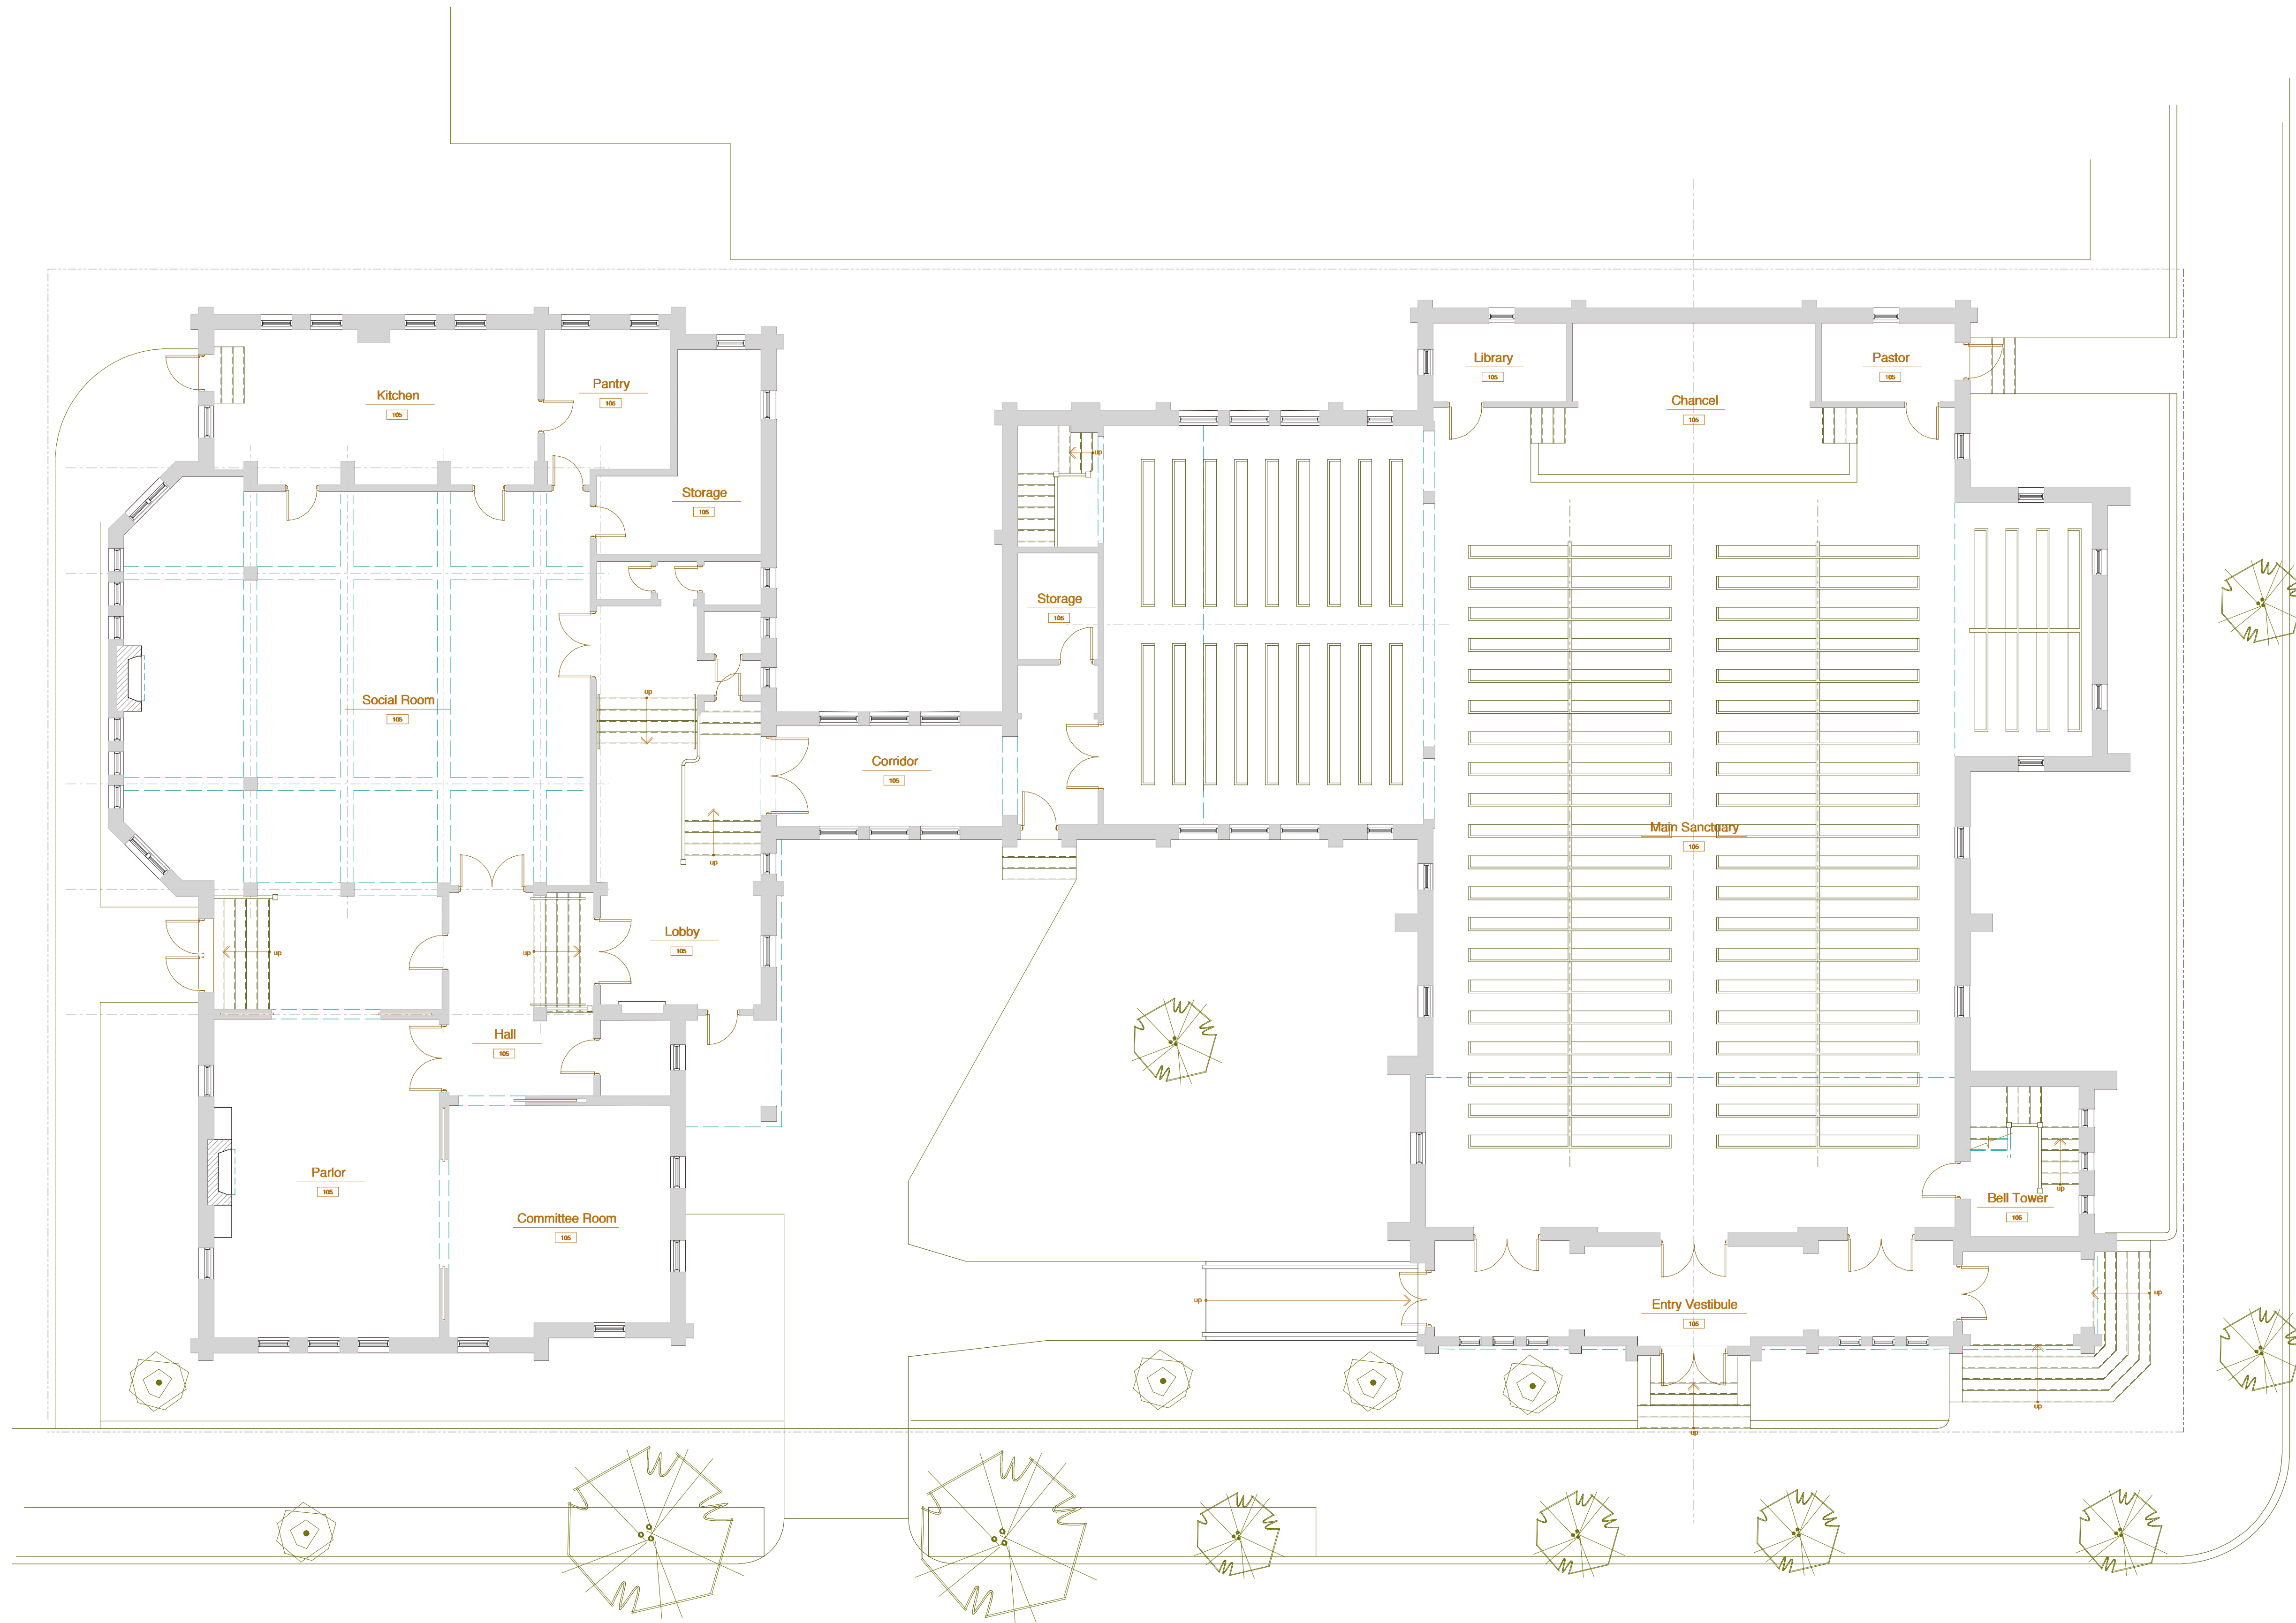 Library
105
Pastor
105
Pantry
105
Kitchen
105
Chancel
105
up
Storage
105
Storage
105
up
Social Room
105
Corridor
105
Main Sanctuary
105
up
Lobby
105
up
up
Hall
105
Parlor
105
up
Bell Tower
105
Committee Room
105
up
up
Entry Vestibule
105
up
up